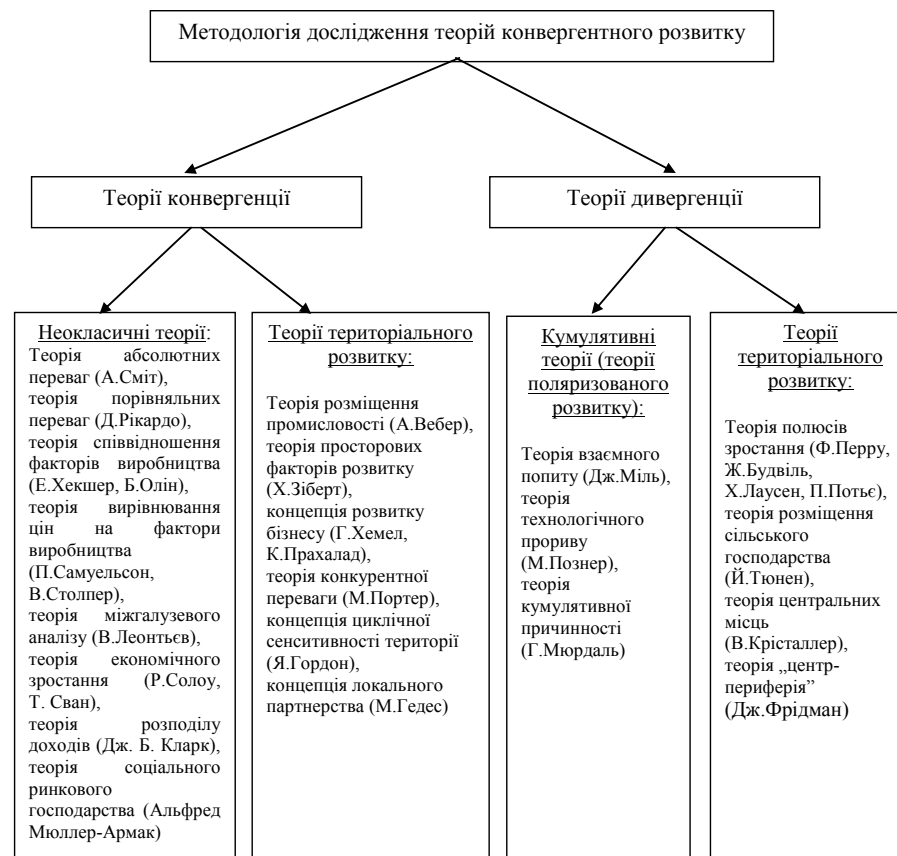 Методологія дослідження теорій конвергентного розвитку
Теорії конвергенції
Теорії дивергенції
Неокласичні теорії:
Теорія абсолютних
переваг (А.Сміт),
теорія порівняльних
переваг (Д.Рікардо),
теорія співвідношення
факторів виробництва
(Е.Хекшер, Б.Олін),
теорія вирівнювання
цін на фактори
виробництва
(П.Самуельсон,
В.Столпер),
теорія міжгалузевого
аналізу (В.Леонтьєв),
теорія економічного
зростання (Р.Солоу,
Т. Сван),
теорія розподілу
доходів (Дж. Б. Кларк),
теорія соціального
ринкового
господарства (Альфред
Мюллер-Армак)
Теорії територіального
розвитку:
Теорія розміщення
промисловості (А.Вебер),
теорія просторових
факторів розвитку
(Х.Зіберт),
концепція розвитку
бізнесу (Г.Хемел,
К.Прахалад),
теорія конкурентної
переваги (М.Портер),
концепція циклічної
сенситивності території
(Я.Гордон),
концепція локального
партнерства (М.Гедес)
Кумулятивні
теорії (теорії
поляризованого
розвитку):
Теорія взаємного
попиту (Дж.Міль),
теорія
технологічного
прориву
(М.Познер),
теорія
кумулятивної
причинності
(Г.Мюрдаль)
Теорії
територіального
розвитку:
Теорія полюсів
зростання (Ф.Перру,
Ж.Будвіль,
Х.Лаусен, П.Потьє),
теорія розміщення
сільського
господарства
(Й.Тюнен),
теорія центральних
місць
(В.Крісталлер),
теорія „центр-
периферія”
(Дж.Фрідман)